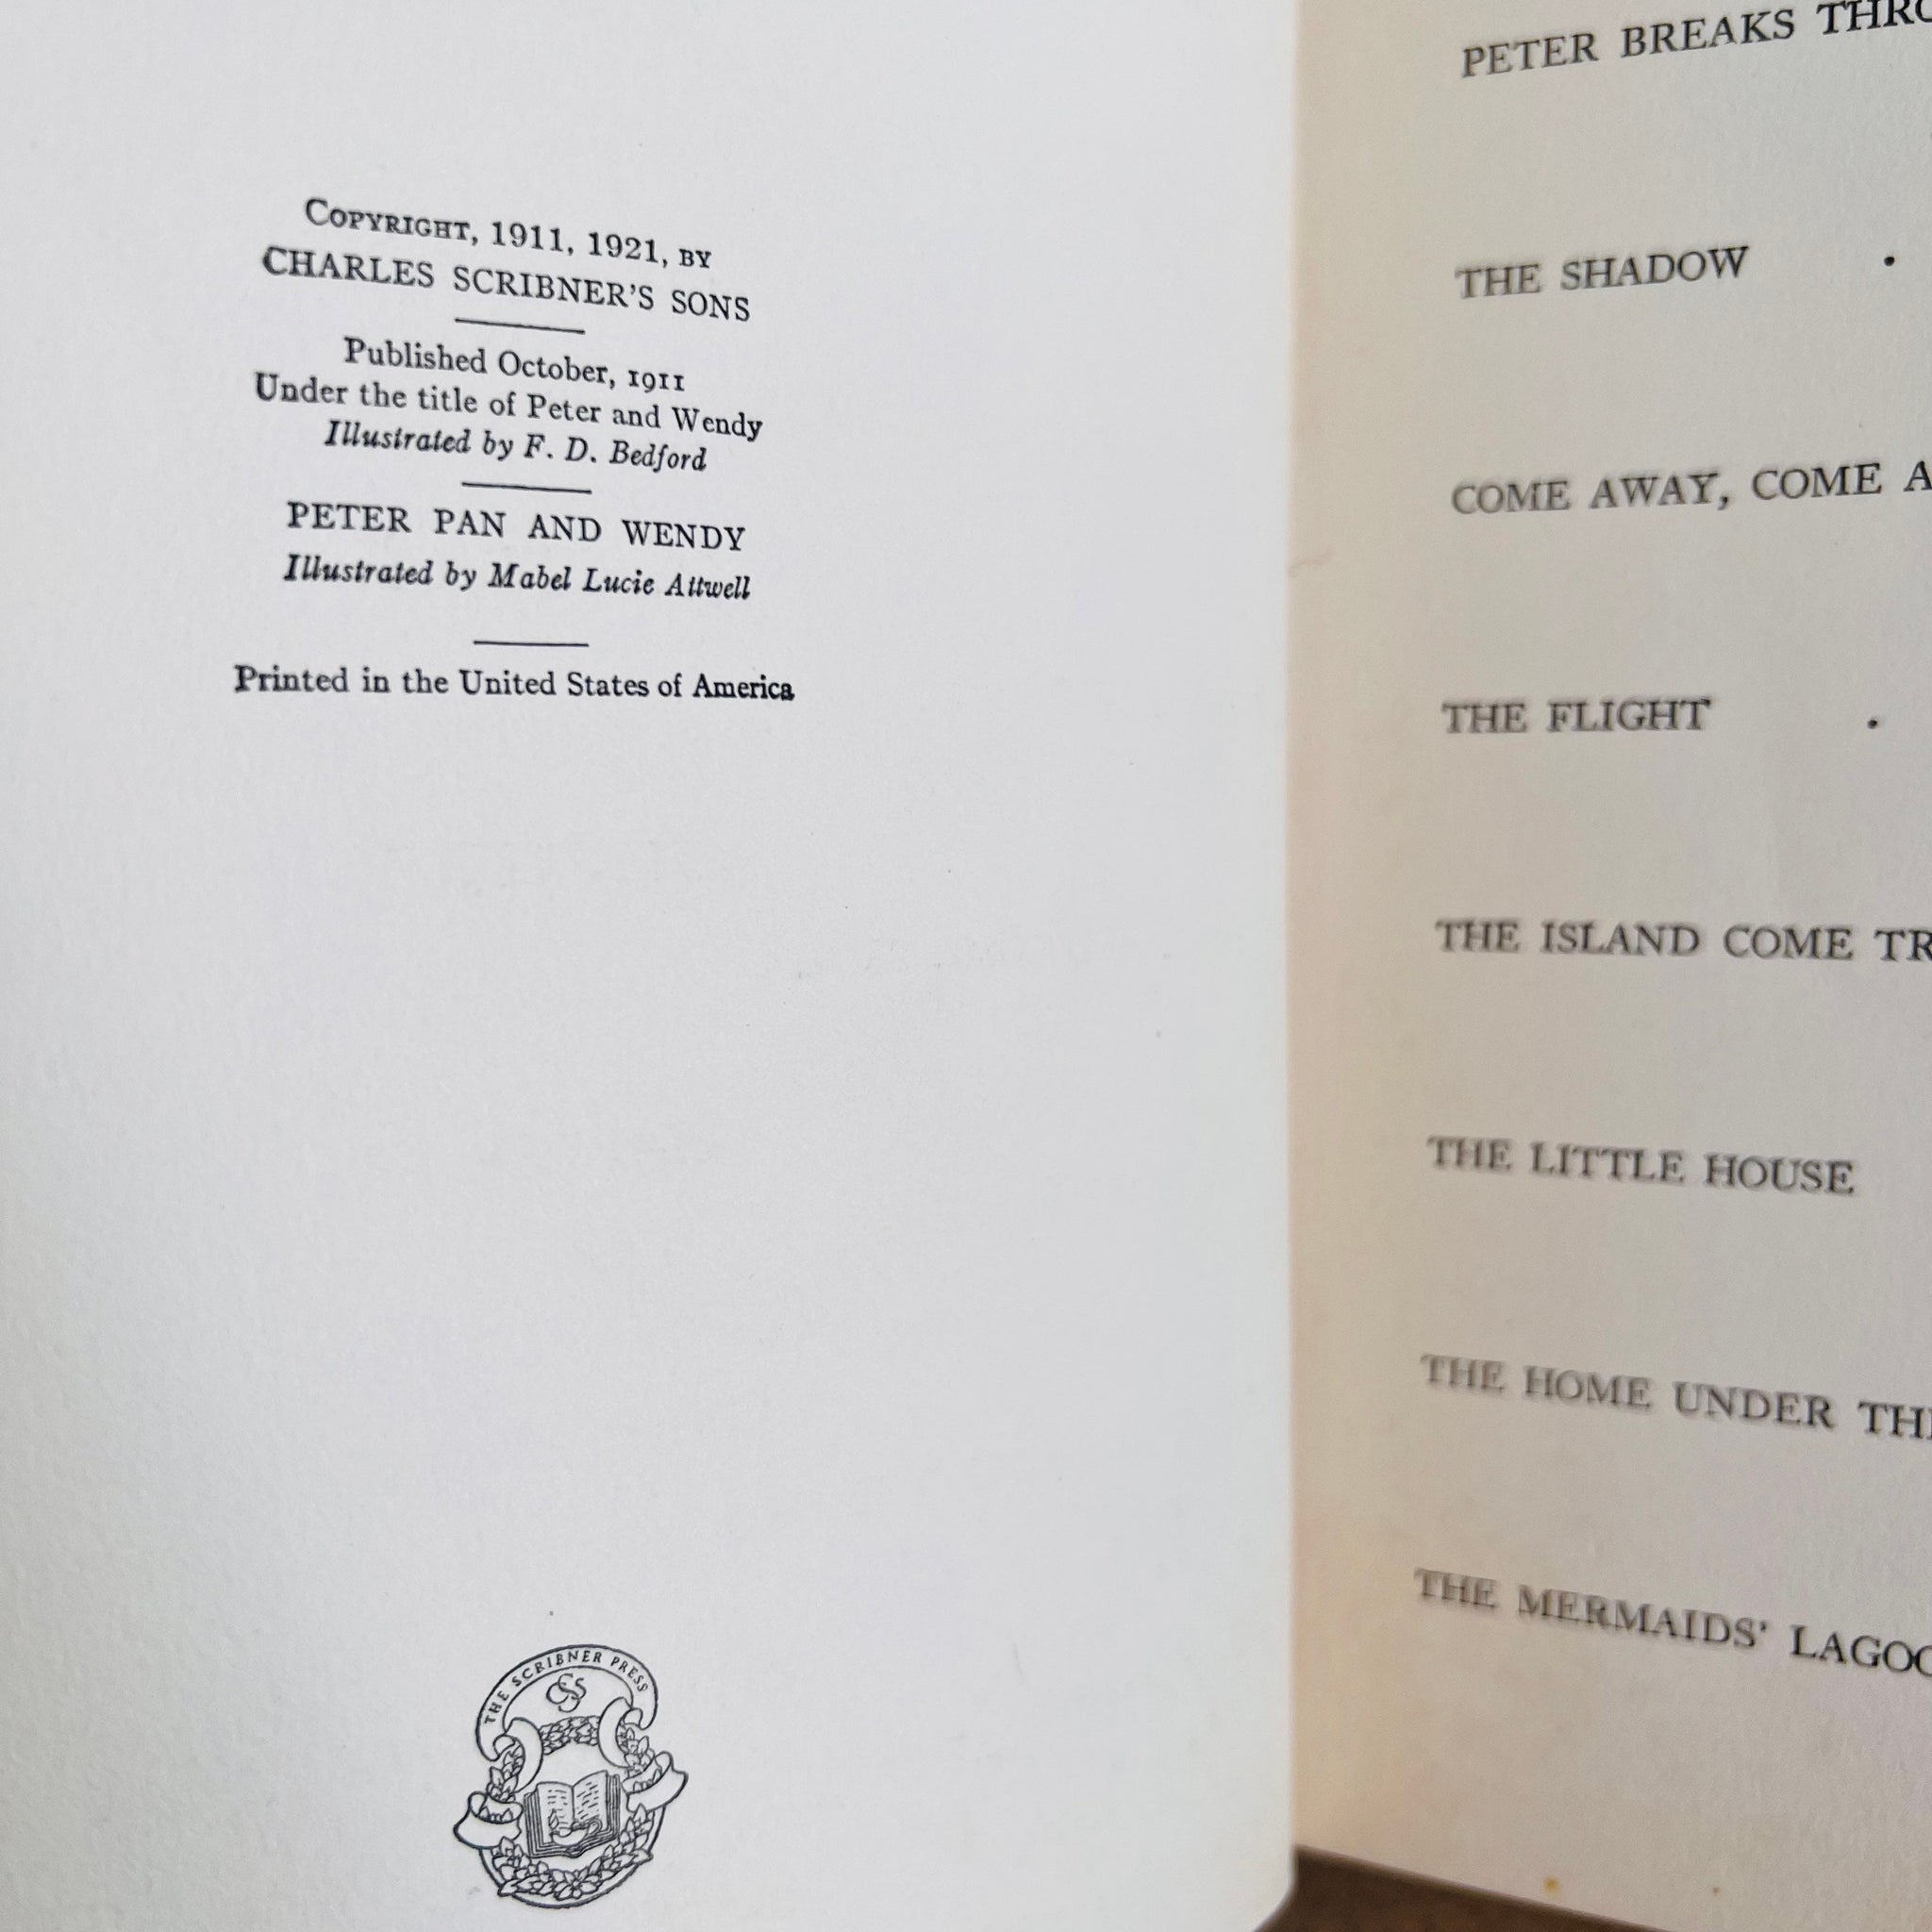 COPYRIGHT, 1911, 1921, BY
CHARLES SCRIBNER'S SONS
Published October, 1911
Under the title of Peter and Wendy
Illustrated by F. D. Bedford
PETER PAN AND WENDY
Illustrated by Mabel Lucie Attwell
Printed in the United States of America
THE SCRIBNER PRESS
CSS
PETER BREAKS
THE SHADOW .
COME AWAY, COME
THE FLIGHT .
THE ISLAND COME
THE LITTLE HOUSE
THE HOME UNDER
THE MERMAIDS'